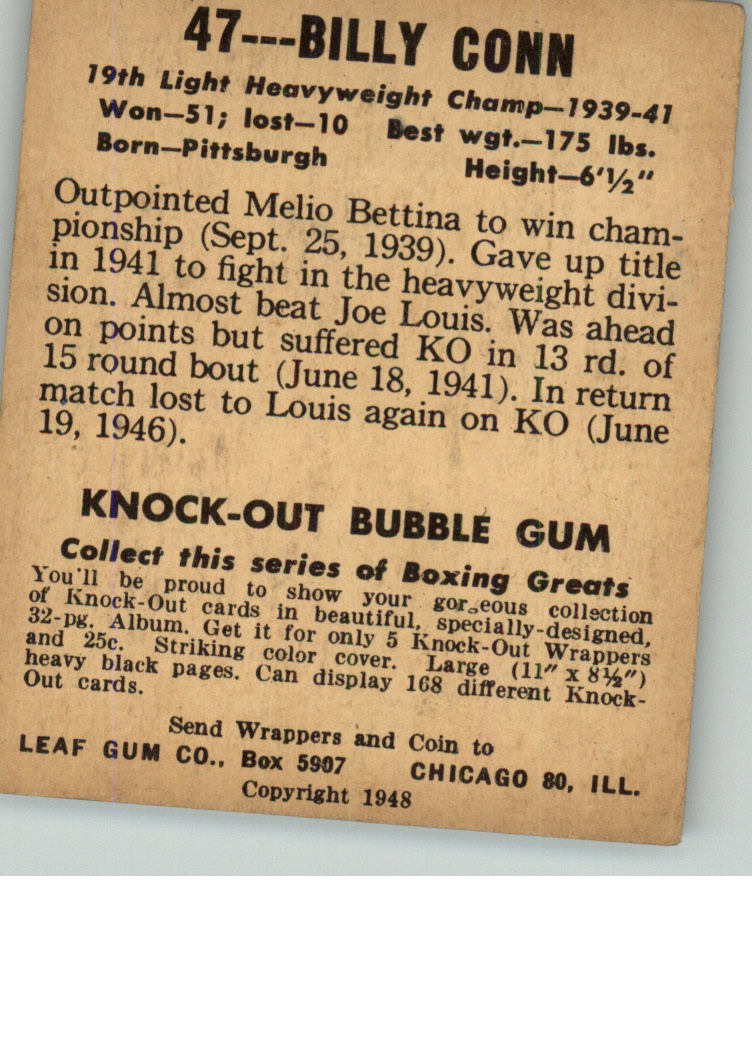 47---BILLY CONN
19th Light Heavyweight Champ—1939-41
Won—51; lost—10 Best wgt.—175 lbs.
Born—Pittsburgh Height—6'½"
Outpointed Melio Bettina to win cham-
pionship (Sept. 25, 1939). Gave up title
in 1941 to fight in the heavyweight divi-
sion. Almost beat Joe Louis. Was ahead
on points but suffered KO in 13 rd. of
15 round bout (June 18, 1941). In return
match lost to Louis again on KO (June
19, 1946).
KNOCK-OUT BUBBLE GUM
Collect this series of Boxing Greats
You'll be proud to show your gorgeous collection
of Knock-Out cards in beautiful, specially-designed,
32-pg. Album. Get it for only 5 Knock-Out Wrappers
and 25c. Striking color cover. Large (11" x 8½")
heavy black pages. Can display 168 different Knock-
Out cards.
Send Wrappers and Coin to
LEAF GUM CO., Box 5907 CHICAGO 80, ILL.
Copyright 1948